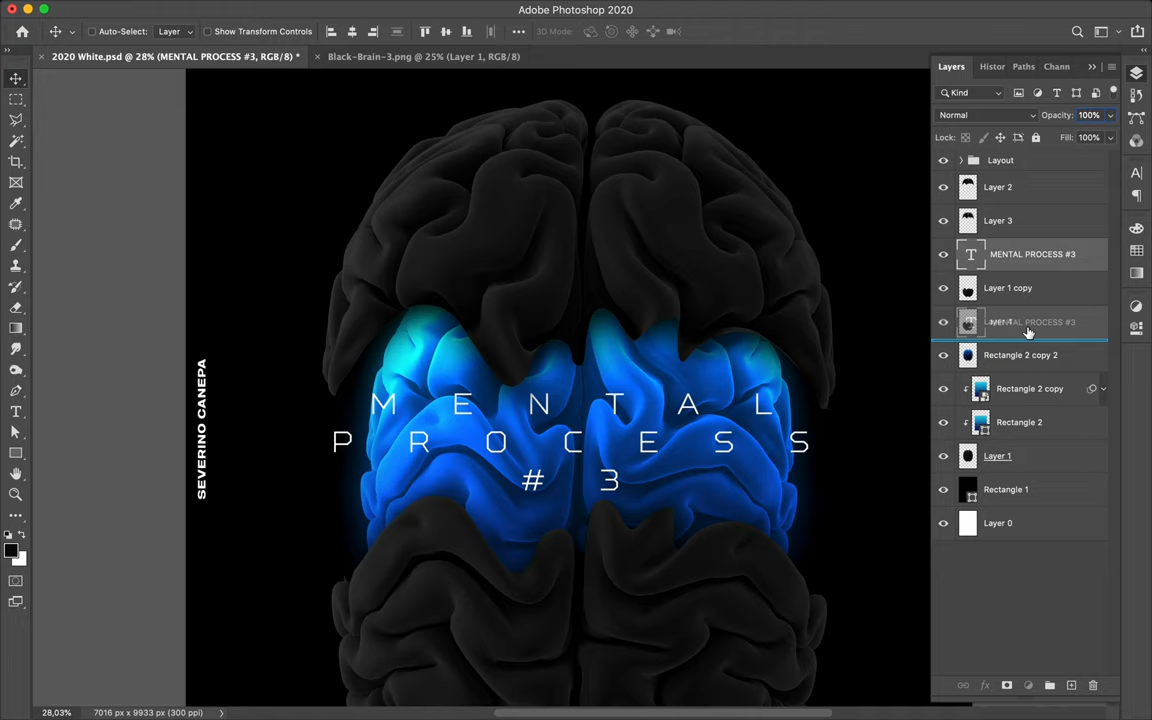 Adobe Photoshop 2020
Auto-Select: Layer Show Transform Controls 3D Mode:
2020 White.psd @ 28% (MENTAL PROCESS #3, RGB/8) * Black-Brain-3.png @ 25% (Layer 1, RGB/8)
Layers Histor Paths Chann
Kind
Normal Opacity: 100%
Lock: Fill: 100%
Layout
Layer 2
Layer 3
MENTAL PROCESS #3
Layer 1 copy
MENTAL PROCESS #3
Rectangle 2 copy 2
Rectangle 2 copy
Rectangle 2
Layer 1
Rectangle 1
Layer 0
SEVERINO CANEPA
MENTAL
PROCESS
#3
28,03% 7016 px x 9933 px (300 ppi)